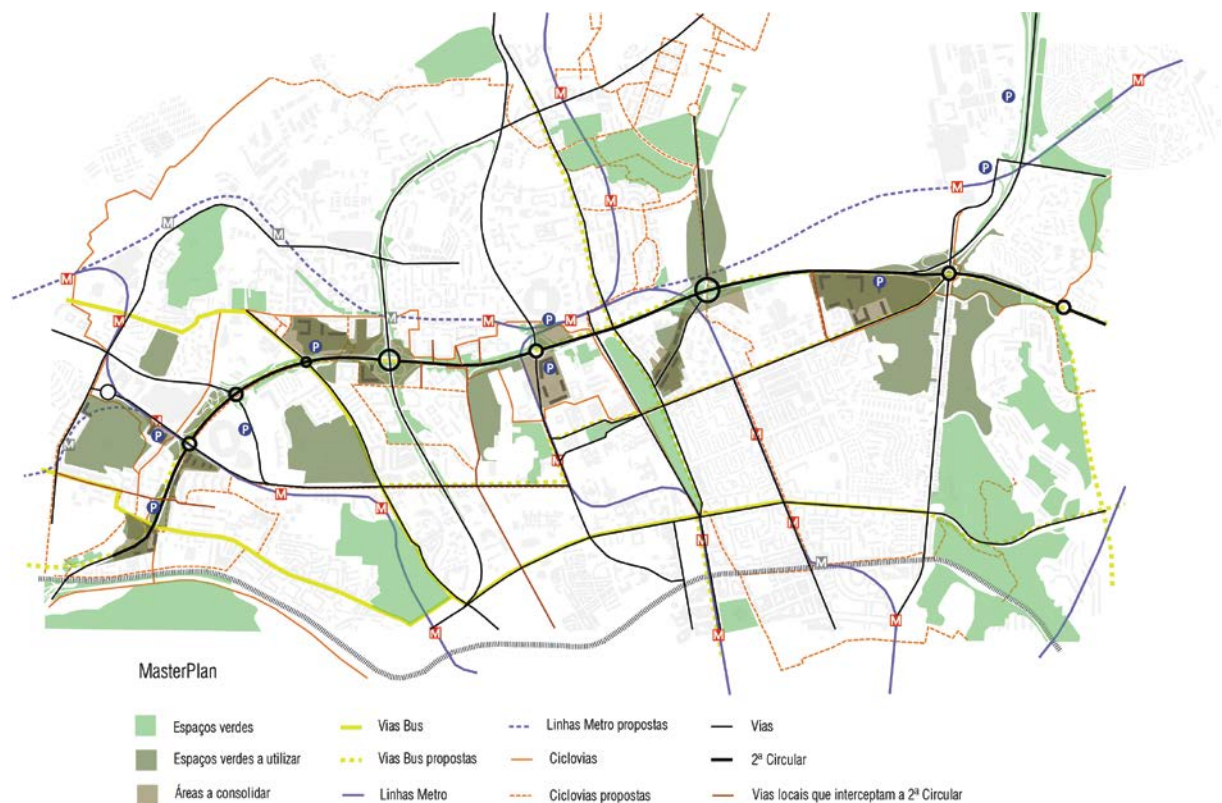 M
P
M
P
M
M
M
M
M
M
M
P
P
M
M
M
M
P
P
P
P
M
M
P
M
M
M
P
M
M
M
M
M
M
M
MasterPlan
Espaços verdes
Vias Bus
Linhas Metro propostas
Vias
Espaços verdes a utilizar
Vias Bus propostas
Ciclovias
2ª Circular
Áreas a consolidar
Linhas Metro
Ciclovias propostas
Vias locais que interceptam a 2ª Circular